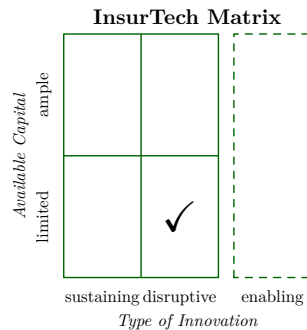 InsurTech Matrix
Available Capital
ample
limited
sustaining disruptive enabling
Type of Innovation